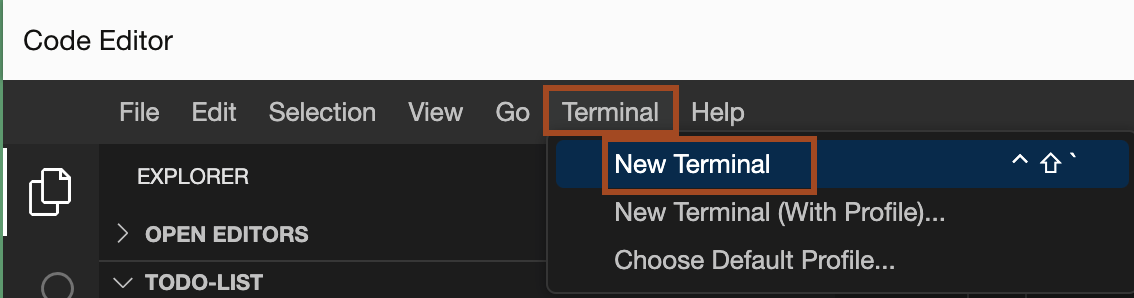 Code Editor
File Edit Selection View Go Terminal Help
EXPLORER
OPEN EDITORS
TODO-LIST
New Terminal ^⇧`
New Terminal (With Profile)...
Choose Default Profile...